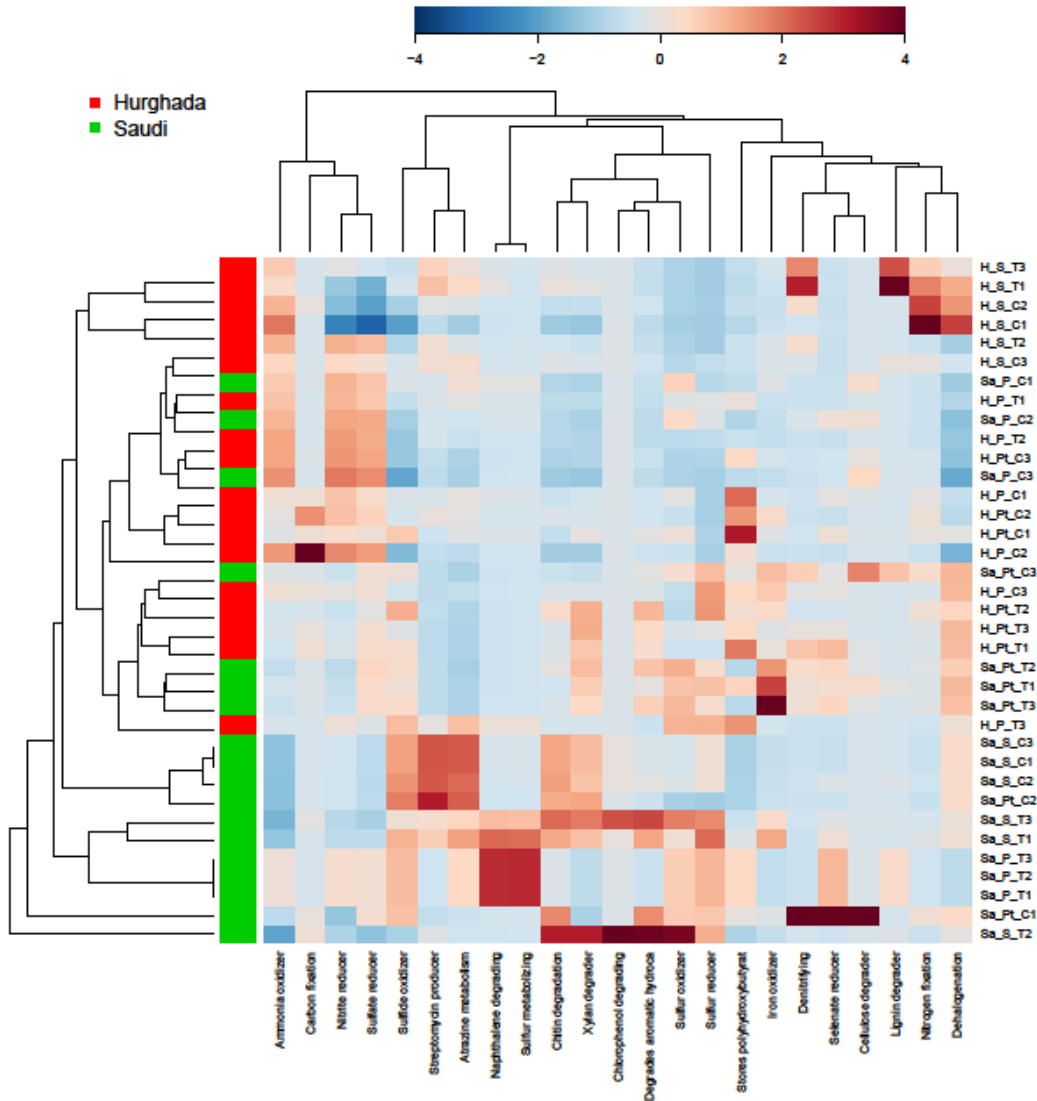 −4 −2 0 2 4
Hurghada
Saudi
H_S_T3
H_S_T1
H_S_C2
H_S_C1
H_S_T2
H_S_C3
Sa_P_C1
H_P_T1
Sa_P_C2
H_P_T2
H_Pt_C3
Sa_P_C3
H_P_C1
H_Pt_C2
H_Pt_C1
H_P_C2
Sa_Pt_C3
H_P_C3
H_Pt_T2
H_Pt_T3
H_Pt_T1
Sa_Pt_T2
Sa_Pt_T1
Sa_Pt_T3
H_P_T3
Sa_S_C3
Sa_S_C1
Sa_S_C2
Sa_Pt_C2
Sa_S_T3
Sa_S_T1
Sa_P_T3
Sa_P_T2
Sa_P_T1
Sa_Pt_C1
Sa_S_T2
Ammonia oxidizer
Carbon fixation
Nitrite reducer
Sulfate reducer
Sulfide oxidizer
Streptomycin producer
Atrazine metabolism
Naphthalene degrading
Sulfur metabolizing
Chitin degradation
Xylan degrader
Chlorophenol degrading
Degrades aromatic hydroca
Sulfur oxidizer
Sulfur reducer
Stores polyhydroxybutyrat
Iron oxidizer
Denitrifying
Selenate reducer
Cellulose degrader
Lignin degrader
Nitrogen fixation
Dehalogenation